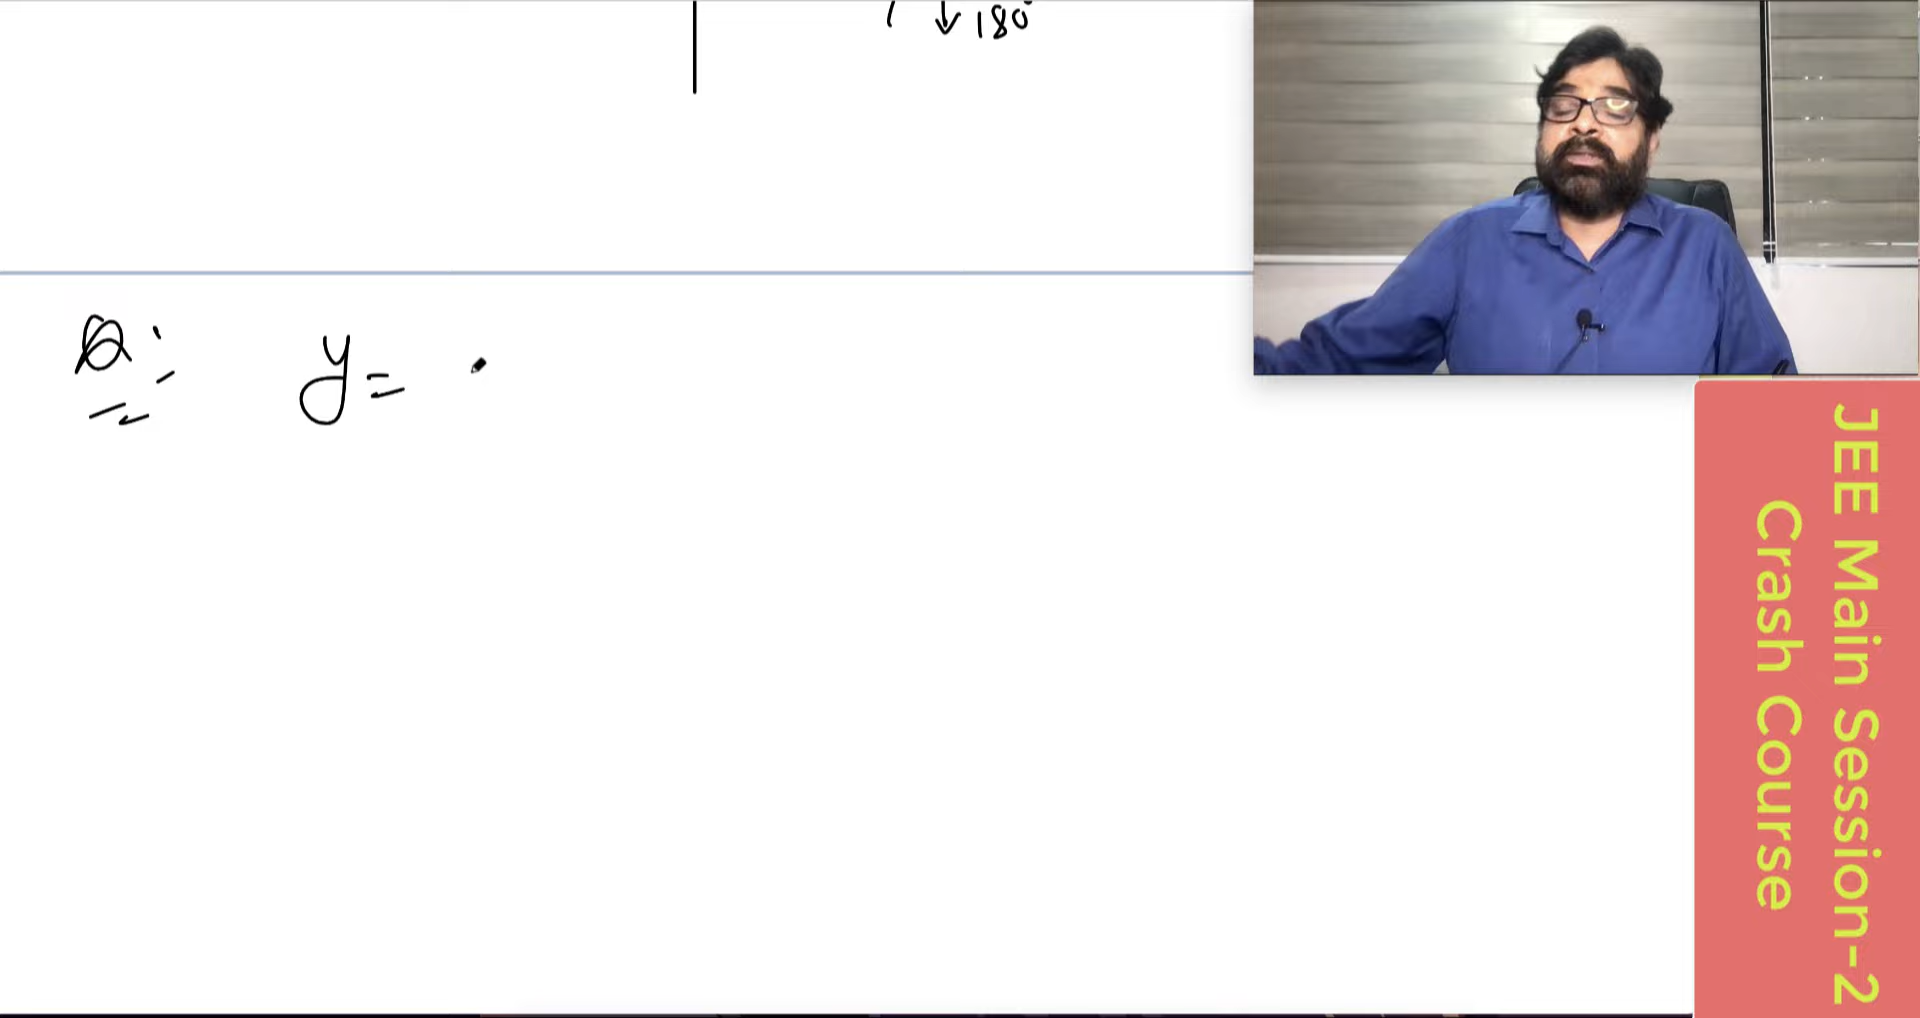 ↓ 180°
Q:
y =
JEE Main Session-2
Crash Course